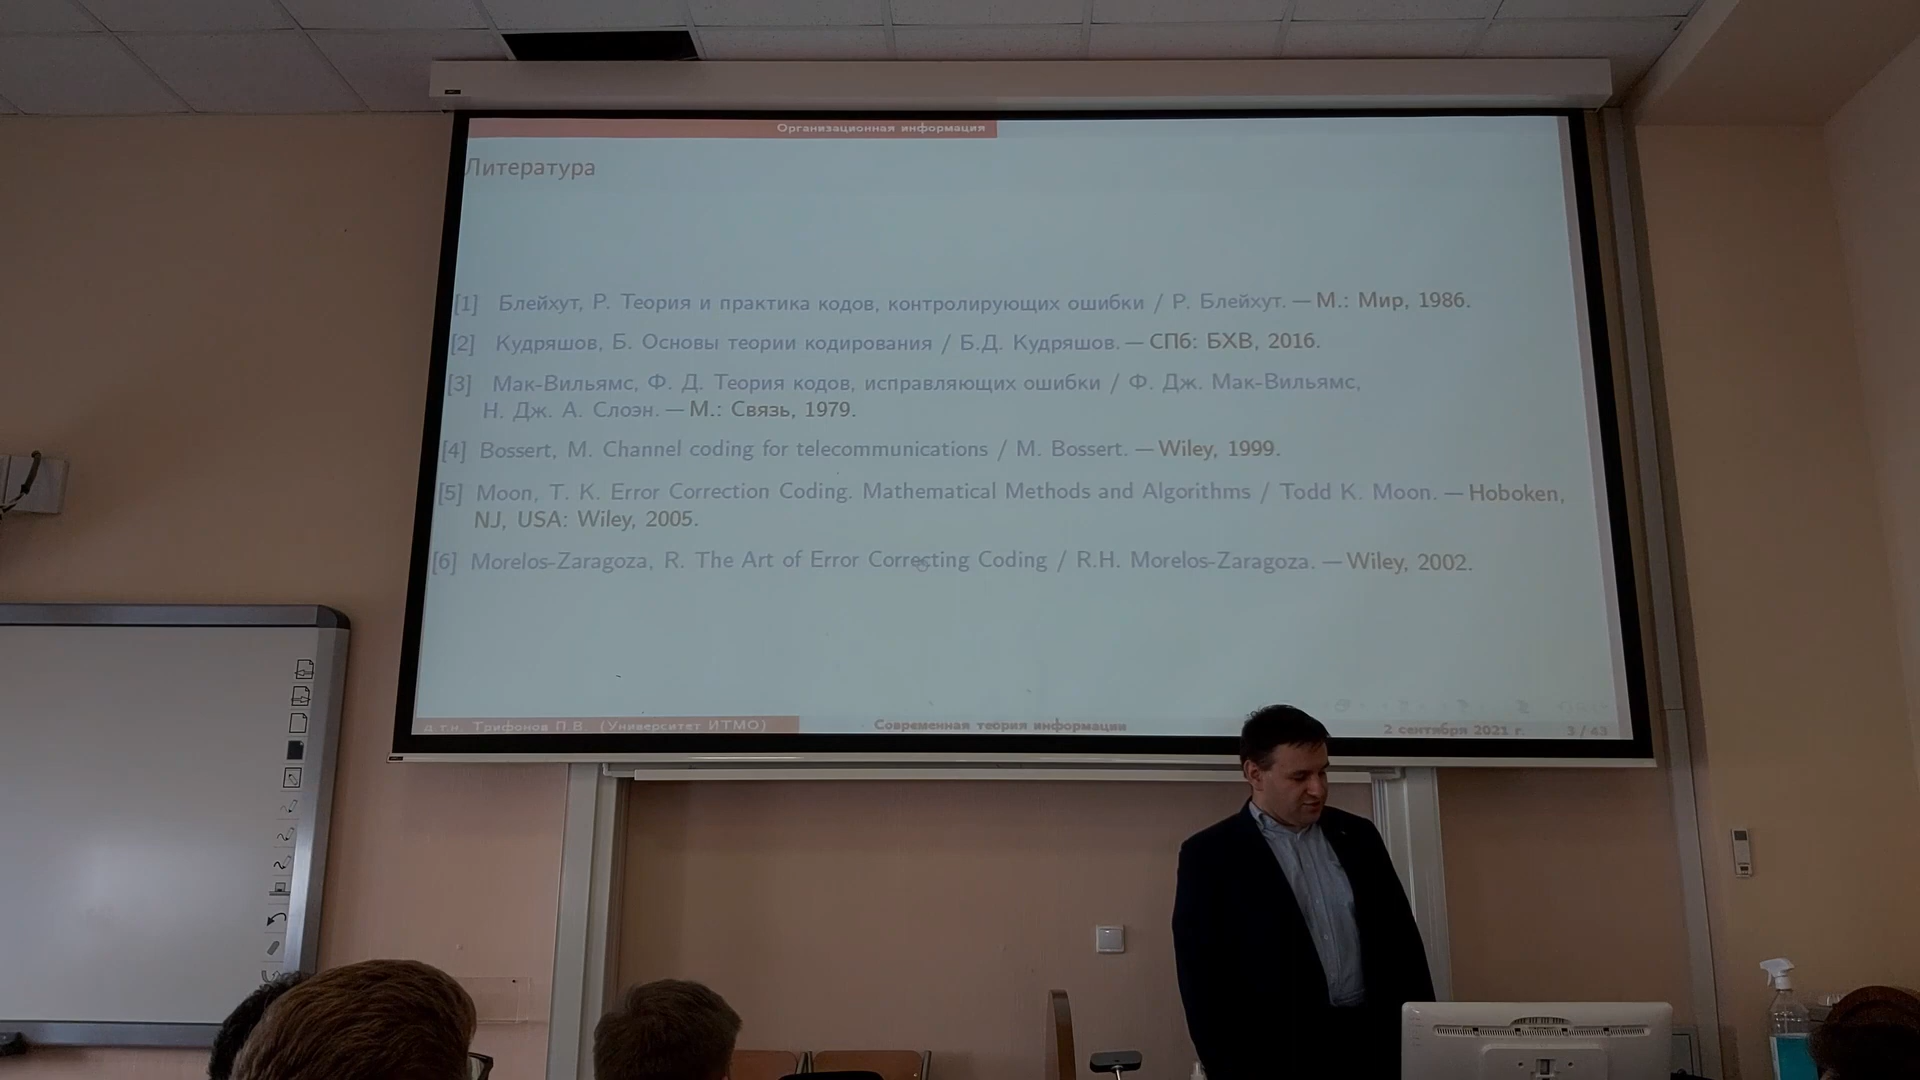 Организационная информация
Литература
[1] Блейхут, Р. Теория и практика кодов, контролирующих ошибки / Р. Блейхут. — М.: Мир, 1986.
[2] Кудряшов, Б. Основы теории кодирования / Б.Д. Кудряшов. — СПб: БХВ, 2016.
[3] Мак-Вильямс, Ф. Д. Теория кодов, исправляющих ошибки / Ф. Дж. Мак-Вильямс,
Н. Дж. А. Слоэн. — М.: Связь, 1979.
[4] Bossert, M. Channel coding for telecommunications / M. Bossert. — Wiley, 1999.
[5] Moon, T. K. Error Correction Coding. Mathematical Methods and Algorithms / Todd K. Moon. — Hoboken,
NJ, USA: Wiley, 2005.
[6] Morelos-Zaragoza, R. The Art of Error Correcting Coding / R.H. Morelos-Zaragoza. — Wiley, 2002.
д.т.н. Трифонов П.В. (Университет ИТМО) Современная теория информации 2 сентября 2021 г. 3 / 43